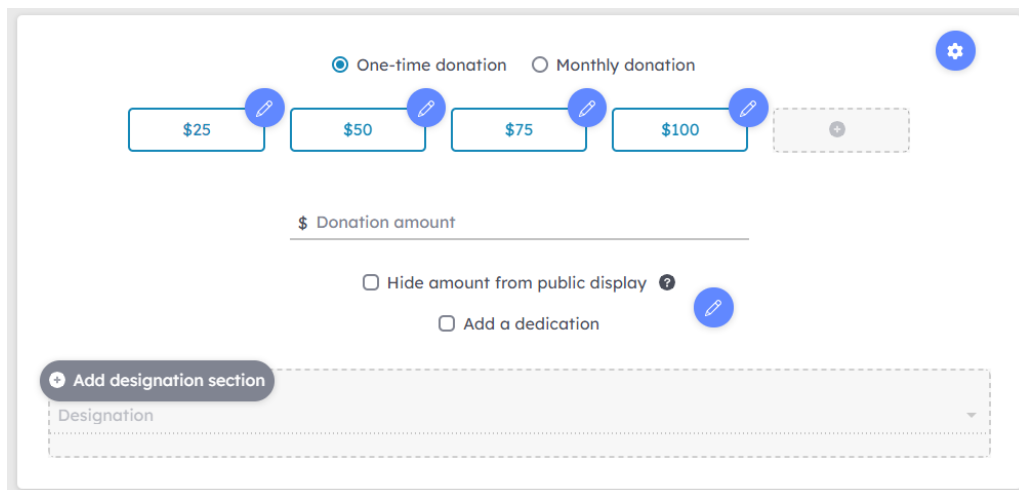 One-time donation Monthly donation
$25 $50 $75 $100
$ Donation amount
Hide amount from public display ?
Add a dedication
Add designation section
Designation